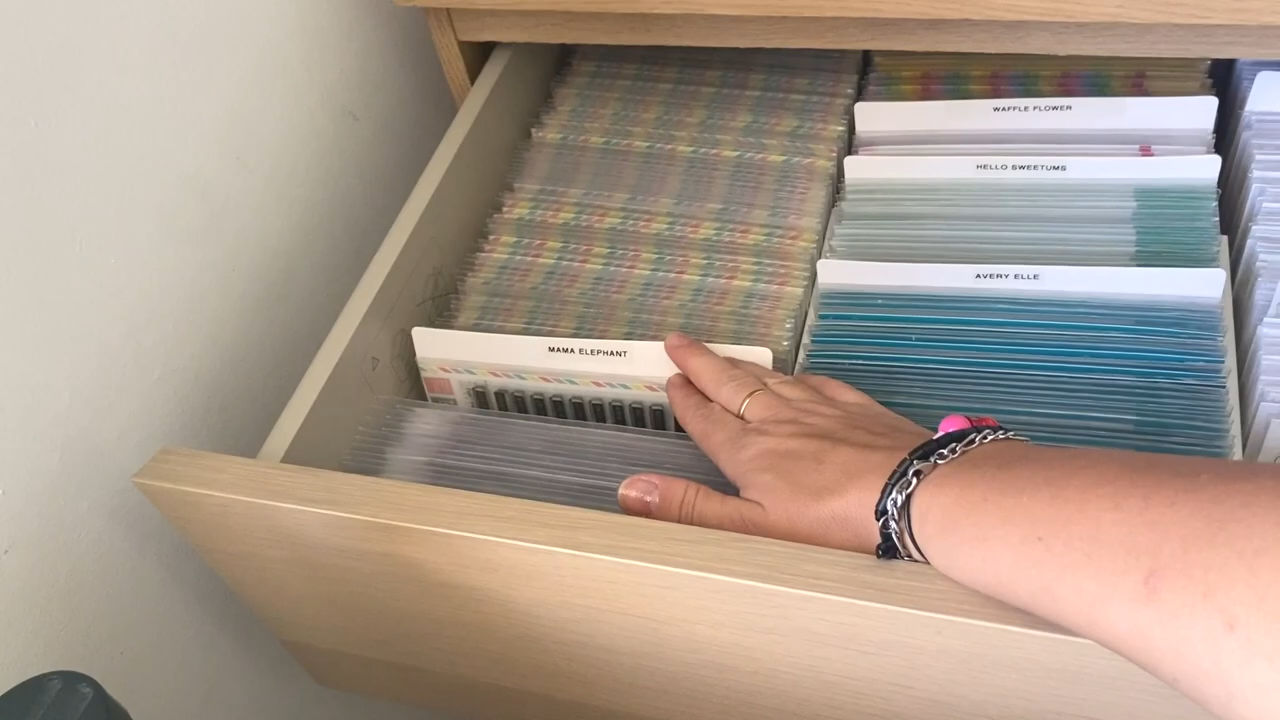 WAFFLE FLOWER
HELLO SWEETUMS
AVERY ELLE
MAMA ELEPHANT